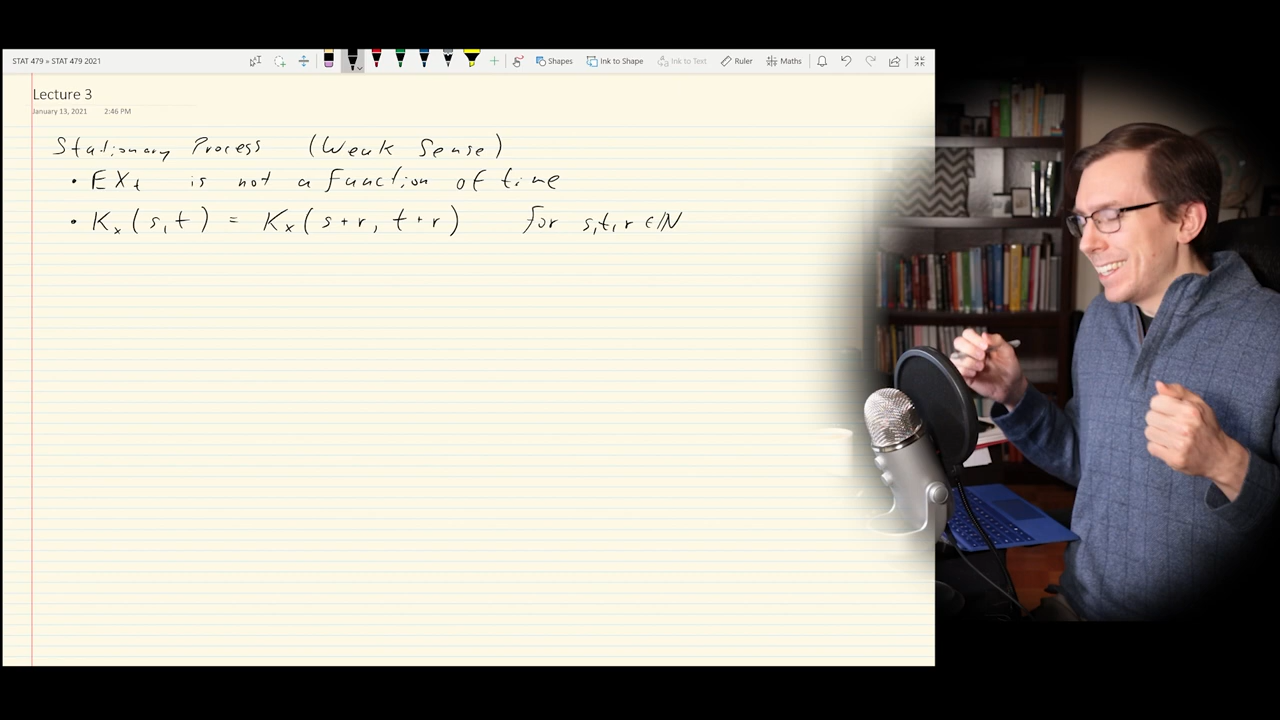 STAT 479 » STAT 479 2021
Shapes Ink to Shape Ink to Text Ruler Maths
Lecture 3
January 13, 2021 2:46 PM
Stationary Process (Weak Sense)
• EXₜ is not a function of time
• Kₓ(s,t) = Kₓ(s+r, t+r) for s,t,r ∈ ℕ